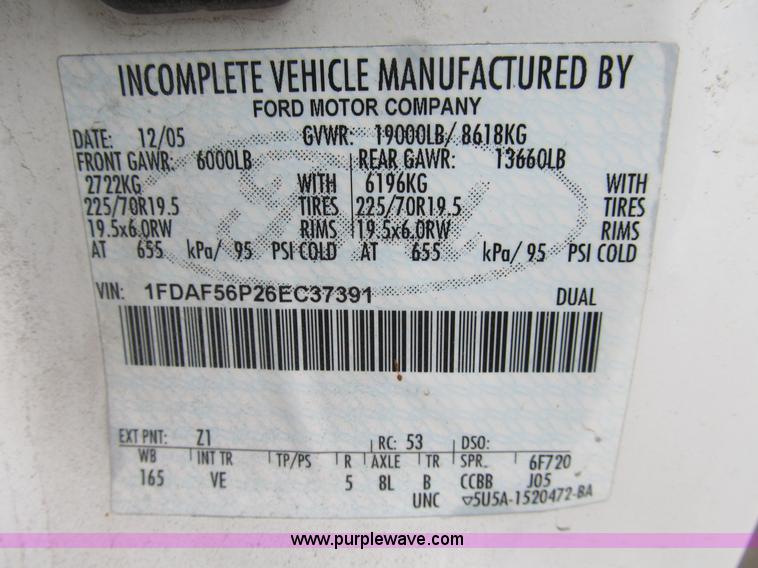 INCOMPLETE VEHICLE MANUFACTURED BY
FORD MOTOR COMPANY
DATE: 12/05 GVWR: 19000LB/ 8618KG
FRONT GAWR: 6000LB REAR GAWR: 13660LB
2722KG WITH 6196KG WITH
225/70R19.5 TIRES 225/70R19.5 TIRES
19.5x6.0RW RIMS 19.5x6.0RW RIMS
AT 655 kPa/ 95 PSI COLD AT 655 kPa/ 95 PSI COLD
VIN: 1FDAF56P26EC37391 DUAL
EXT PNT: Z1 RC: 53 DSO:
WB INT TR TP/PS R AXLE TR SPR 6F720
165 VE 5 8L B CCBB J05
UNC ▽5U5A-1520472-BA
www.purplewave.com